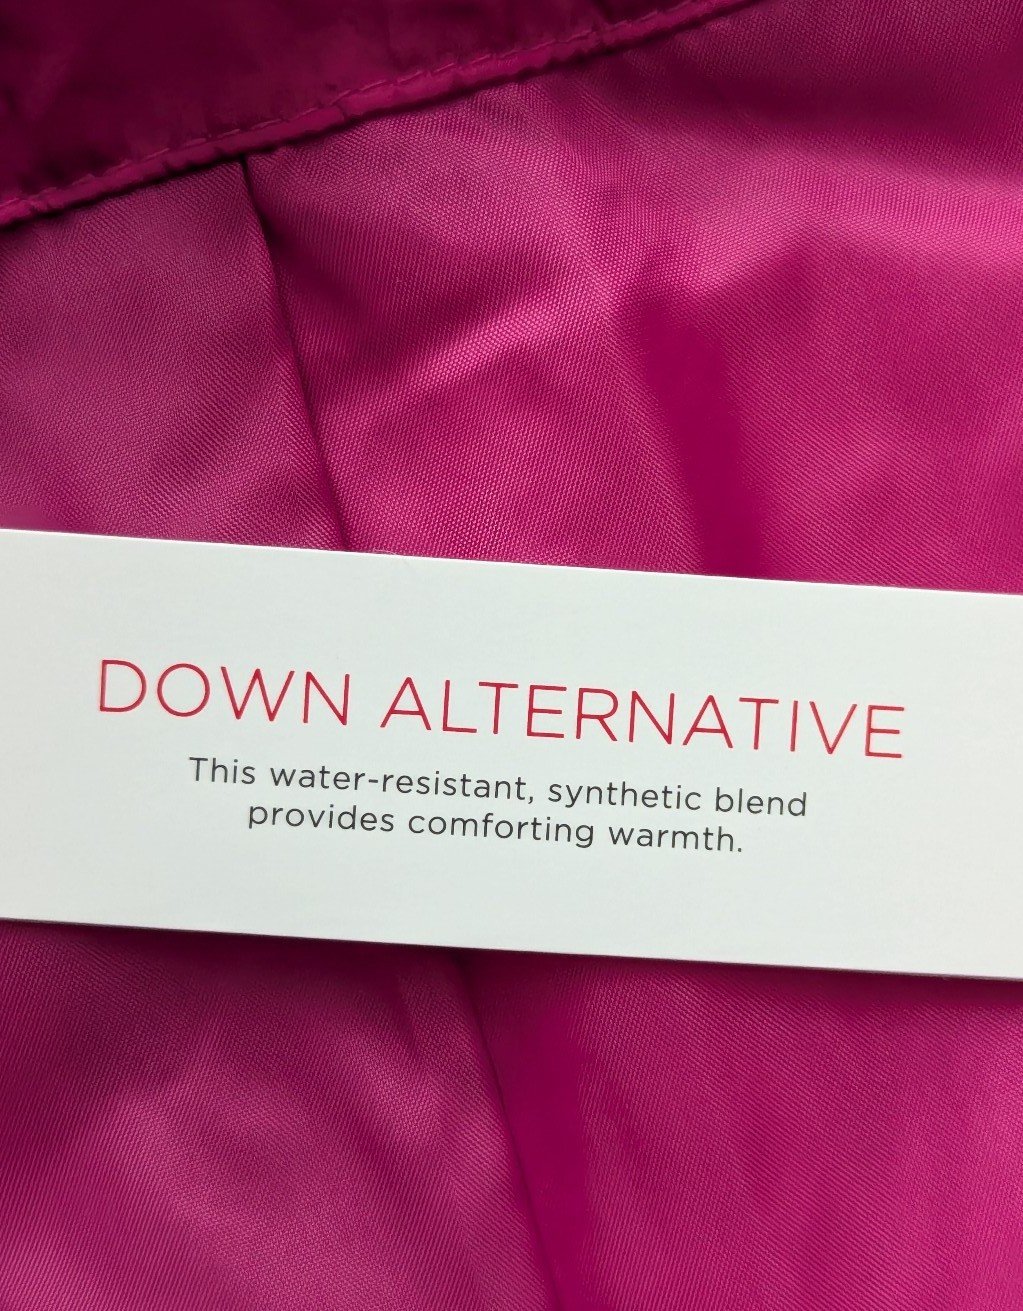 DOWN ALTERNATIVE
This water-resistant, synthetic blend
provides comforting warmth.